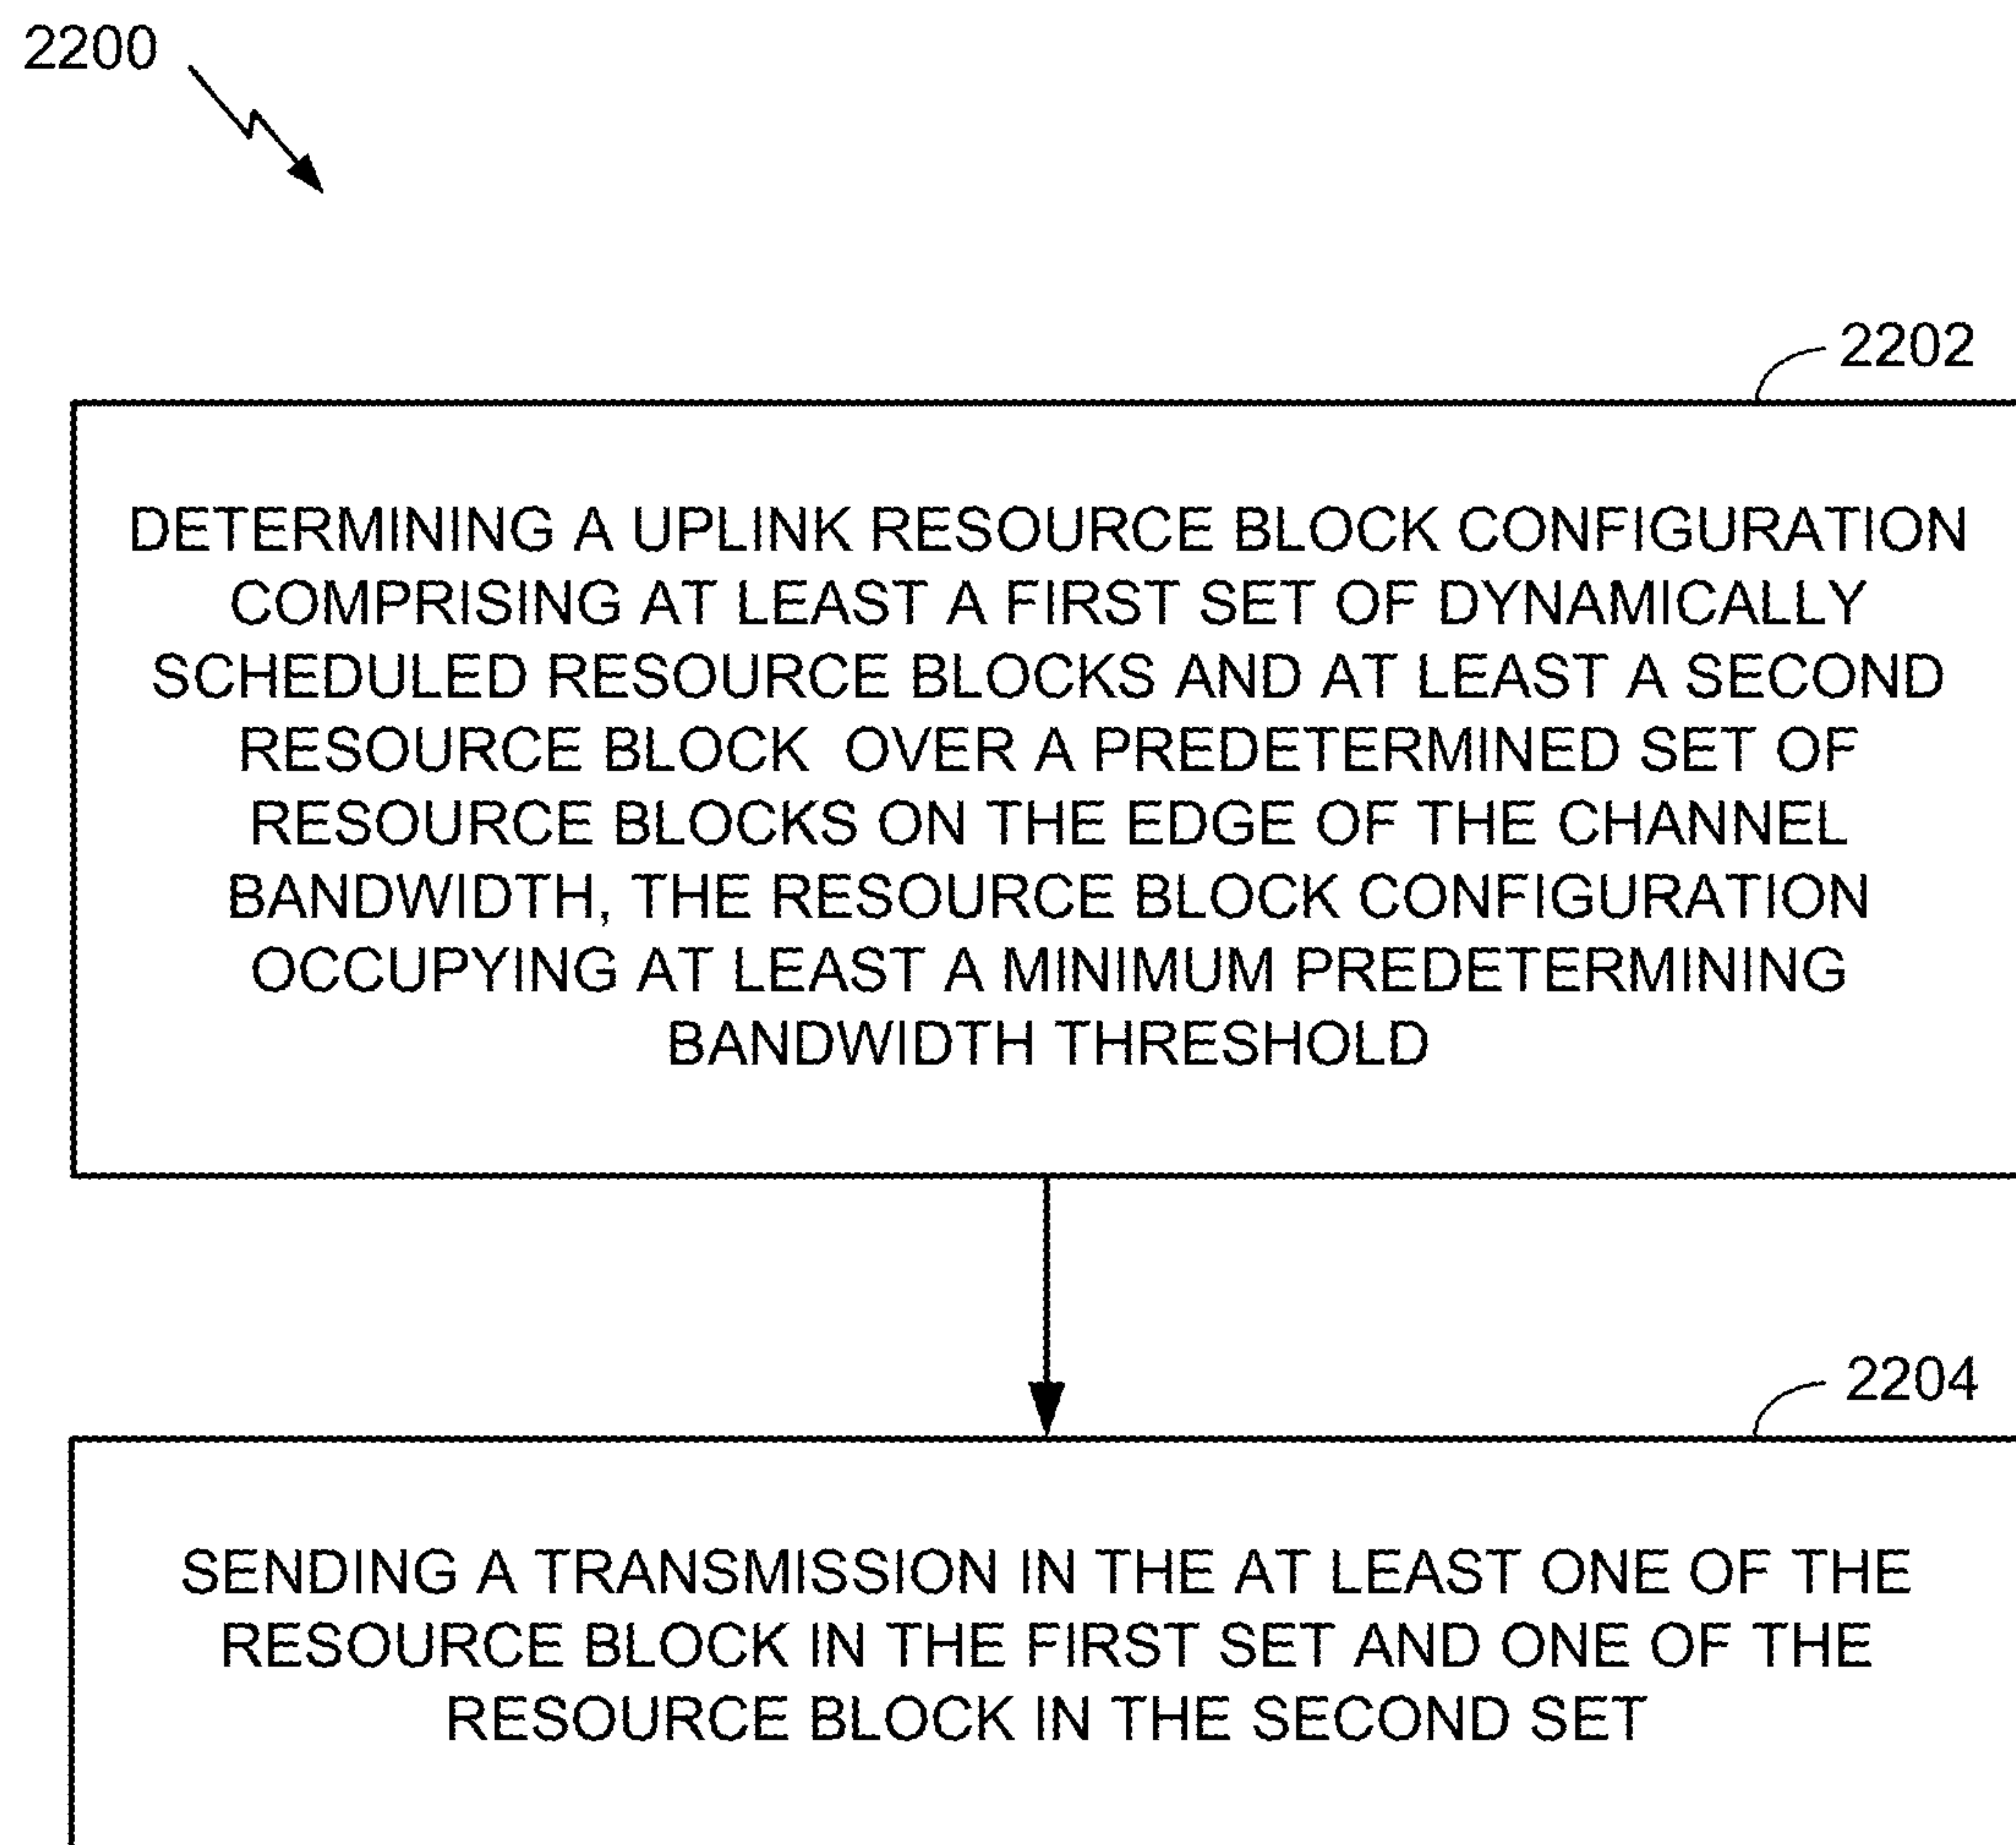 2200
2202
DETERMINING A UPLINK RESOURCE BLOCK CONFIGURATION
COMPRISING AT LEAST A FIRST SET OF DYNAMICALLY
SCHEDULED RESOURCE BLOCKS AND AT LEAST A SECOND
RESOURCE BLOCK OVER A PREDETERMINED SET OF
RESOURCE BLOCKS ON THE EDGE OF THE CHANNEL
BANDWIDTH, THE RESOURCE BLOCK CONFIGURATION
OCCUPYING AT LEAST A MINIMUM PREDETERMINING
BANDWIDTH THRESHOLD
2204
SENDING A TRANSMISSION IN THE AT LEAST ONE OF THE
RESOURCE BLOCK IN THE FIRST SET AND ONE OF THE
RESOURCE BLOCK IN THE SECOND SET